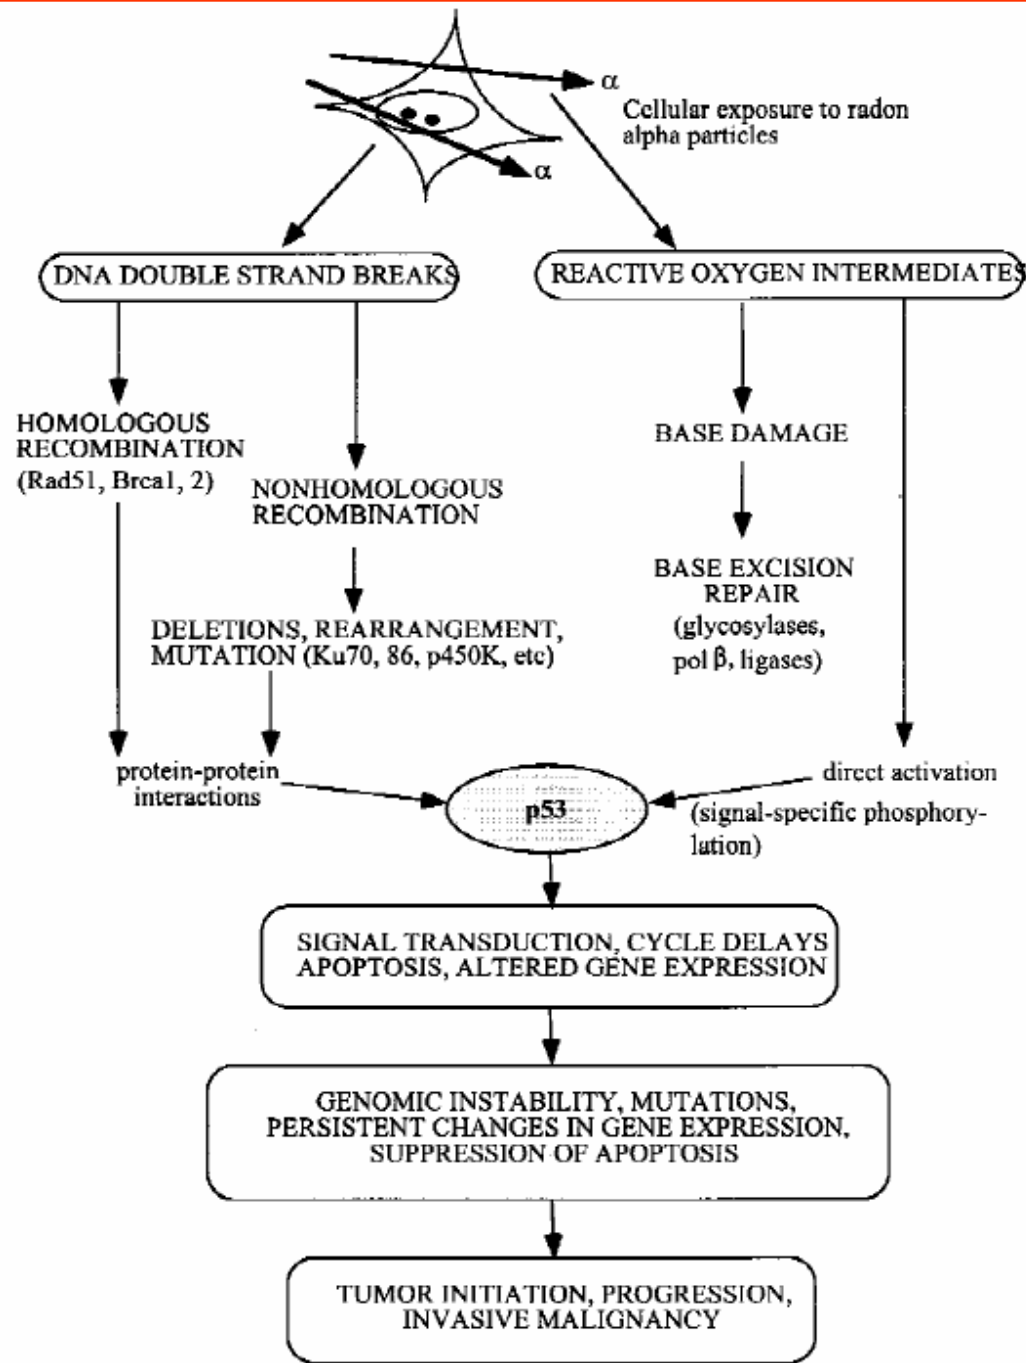 α
Cellular exposure to radon
alpha particles
α
DNA DOUBLE STRAND BREAKS
REACTIVE OXYGEN INTERMEDIATES
HOMOLOGOUS
RECOMBINATION
(Rad51, Brca1, 2)
NONHOMOLOGOUS
RECOMBINATION
DELETIONS, REARRANGEMENT,
MUTATION (Ku70, 86, p450K, etc)
BASE DAMAGE
BASE EXCISION
REPAIR
(glycosylases,
pol β, ligases)
protein-protein
interactions
p53
direct activation
(signal-specific phosphory-
lation)
SIGNAL TRANSDUCTION, CYCLE DELAYS
APOPTOSIS, ALTERED GENE EXPRESSION
GENOMIC INSTABILITY, MUTATIONS,
PERSISTENT CHANGES IN GENE EXPRESSION,
SUPPRESSION OF APOPTOSIS
TUMOR INITIATION, PROGRESSION,
INVASIVE MALIGNANCY